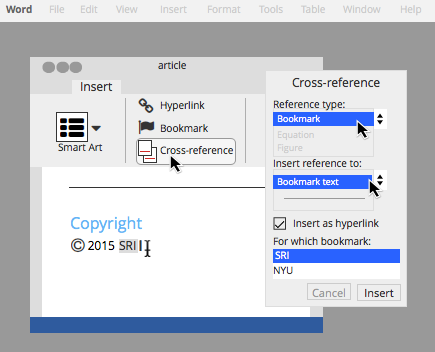 Word File Edit View Insert Format Tools Table Window Help
article
Insert
Smart Art
Hyperlink
Bookmark
Cross-reference
Copyright
© 2015 SRI
Cross-reference
Reference type:
Bookmark
Equation
Figure
Insert reference to:
Bookmark text
Insert as hyperlink
For which bookmark:
SRI
NYU
Cancel Insert